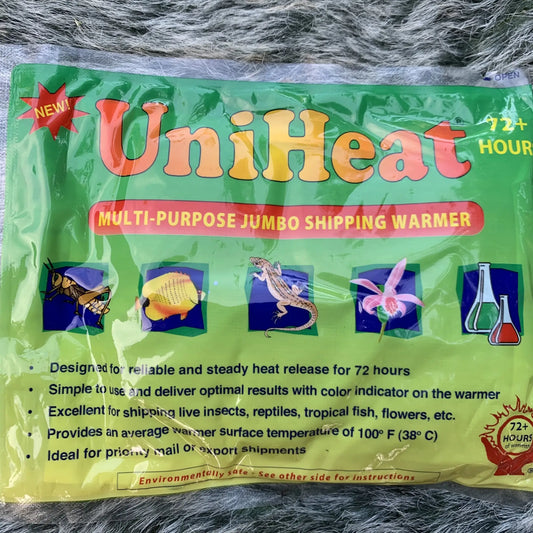 OPEN
NEW!
UniHeat®
72+
HOUR
MULTI-PURPOSE JUMBO SHIPPING WARMER
• Designed for reliable and steady heat release for 72 hours
• Simple to use and deliver optimal results with color indicator on the warmer
• Excellent for shipping live insects, reptiles, tropical fish, flowers, etc.
• Provides an average warmer surface temperature of 100° F (38° C)
• Ideal for priority mail or export shipments
72+
HOURS
of warmth
Environmentally safe • See other side for instructions